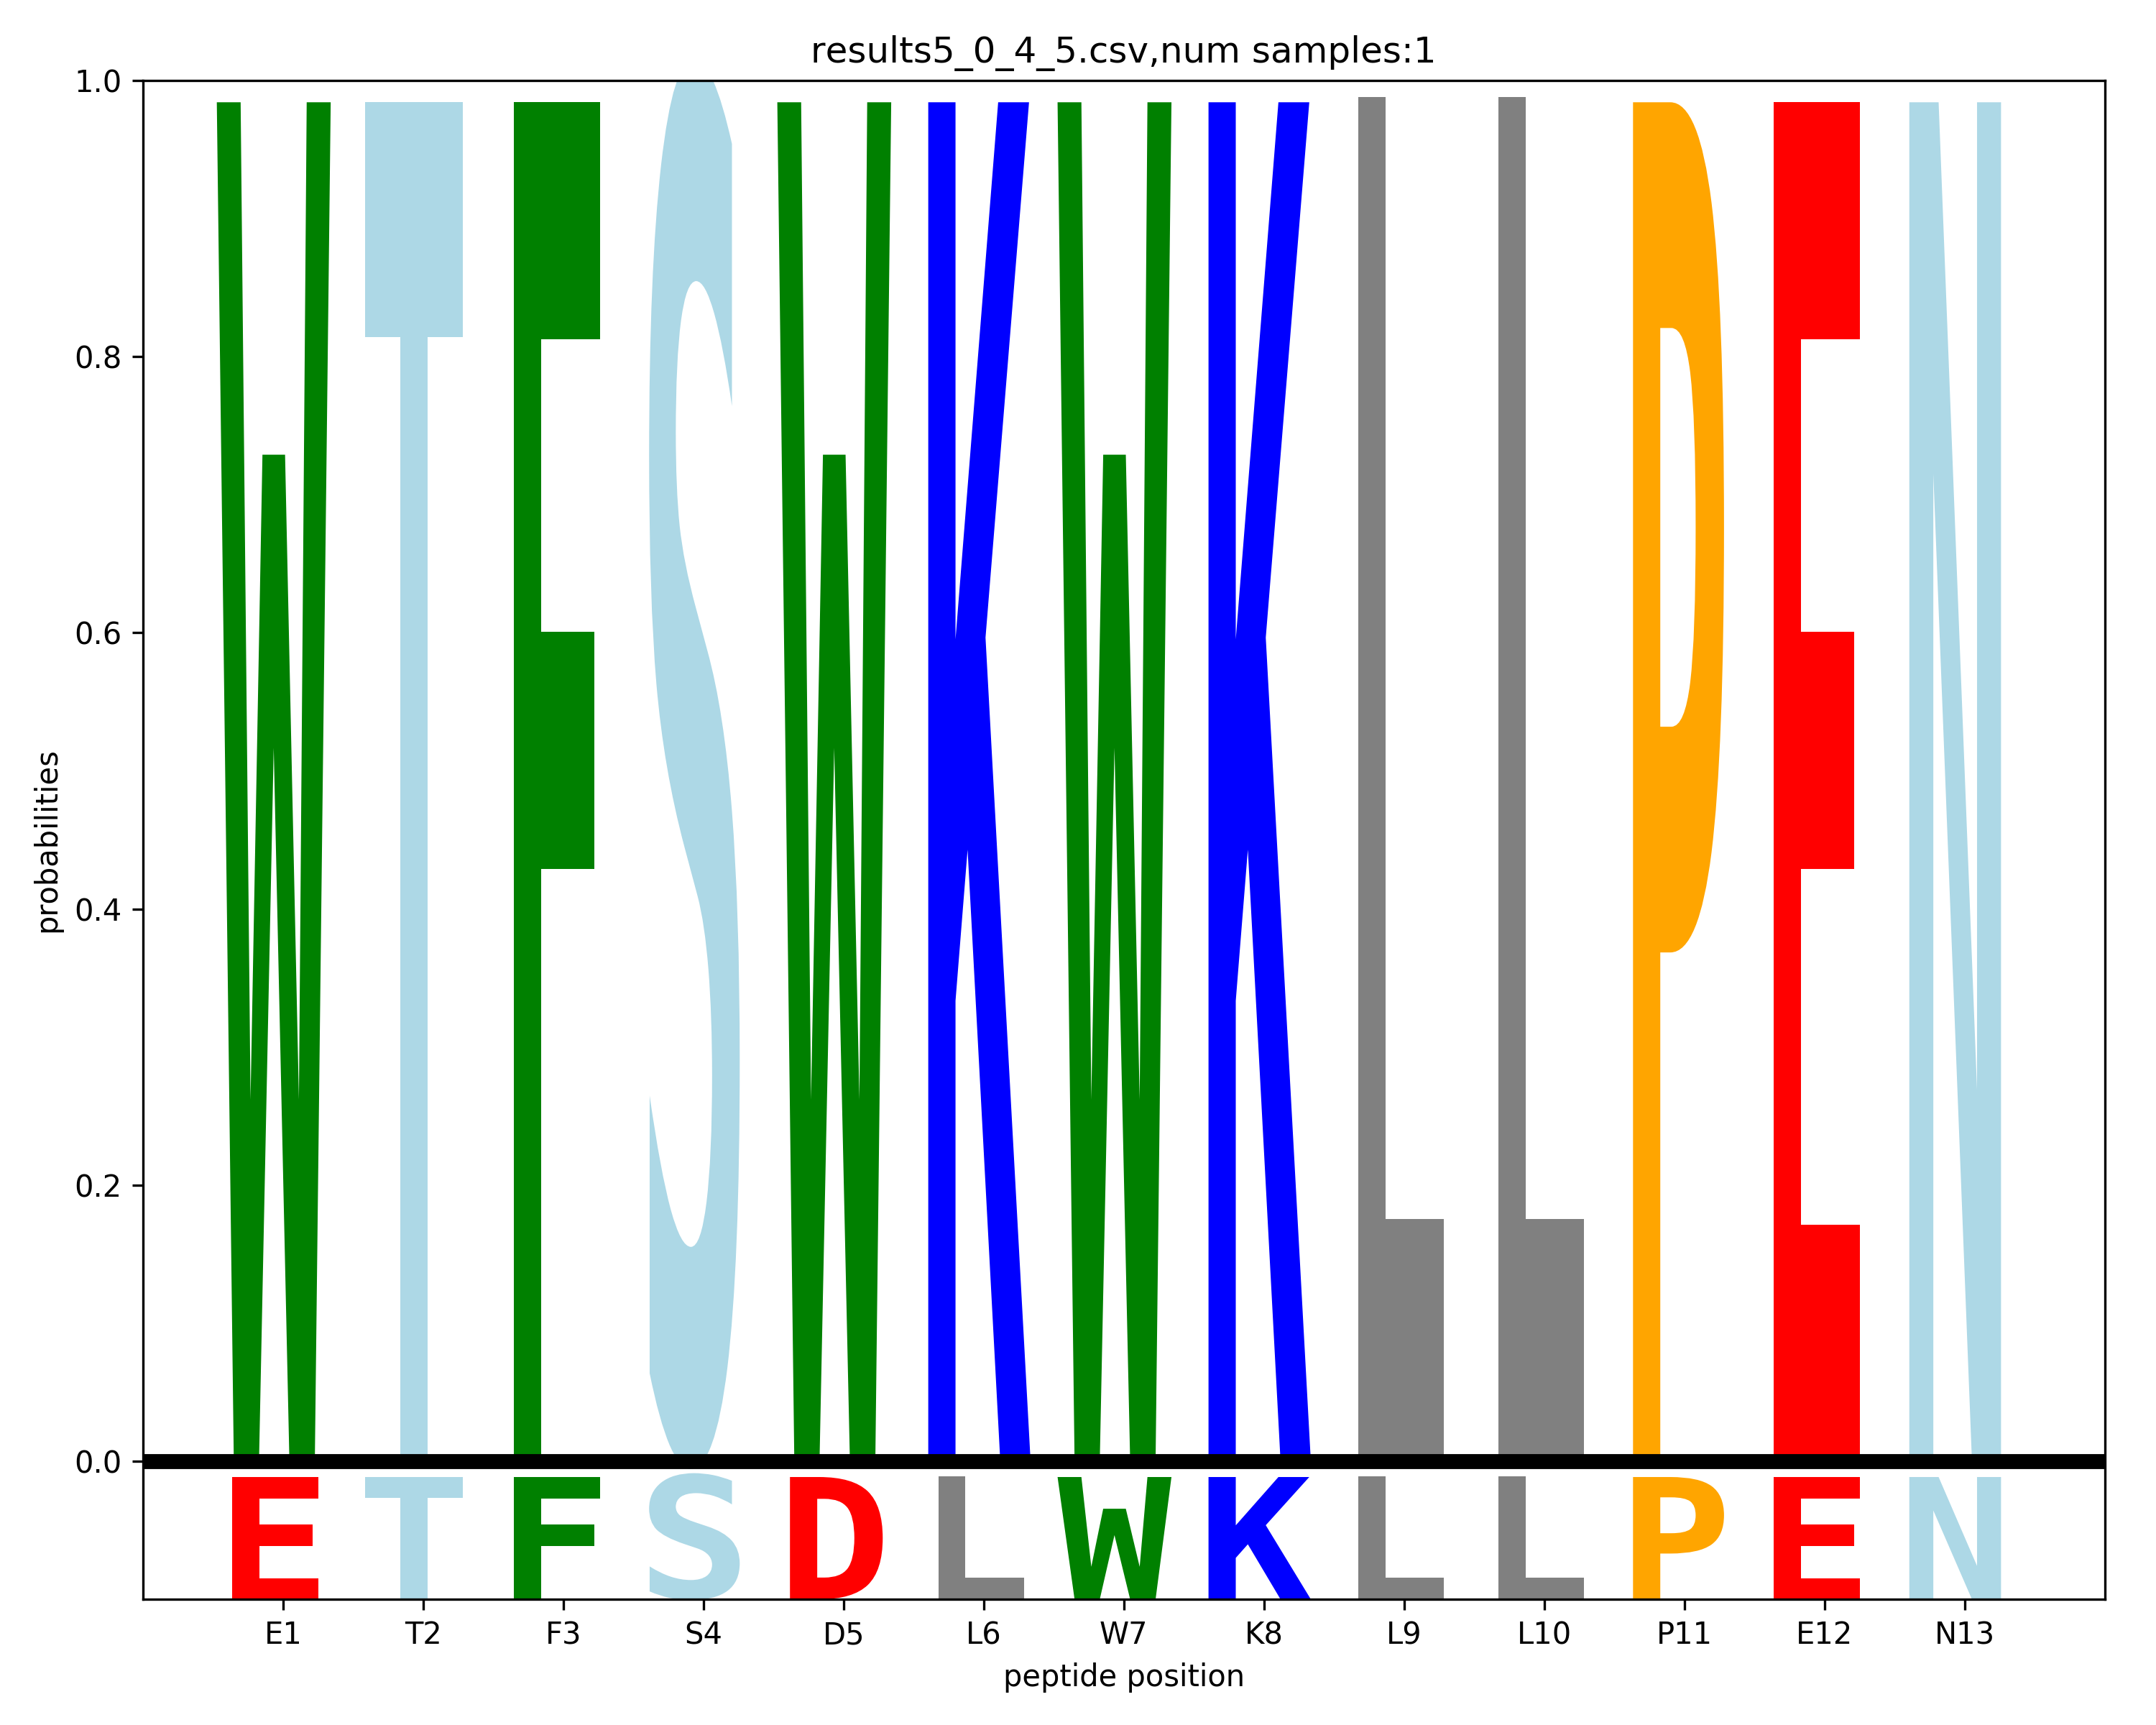 results5_0_4_5.csv,num samples:1
probabilities
1.0
0.8
0.6
0.4
0.2
0.0
W T F S W K W K L L P E N
E T F S D L W K L L P E N
E1 T2 F3 S4 D5 L6 W7 K8 L9 L10 P11 E12 N13
peptide position